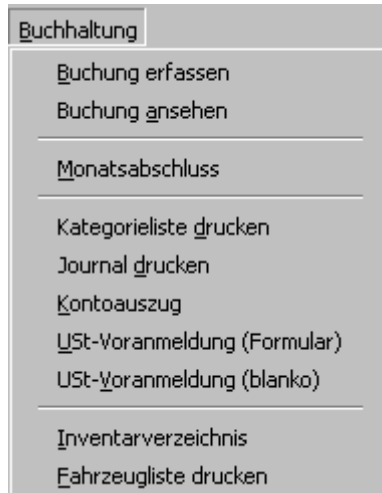 Buchhaltung
Buchung erfassen
Buchung ansehen
Monatsabschluss
Kategorieliste drucken
Journal drucken
Kontoauszug
USt-Voranmeldung (Formular)
USt-Voranmeldung (blanko)
Inventarverzeichnis
Fahrzeugliste drucken